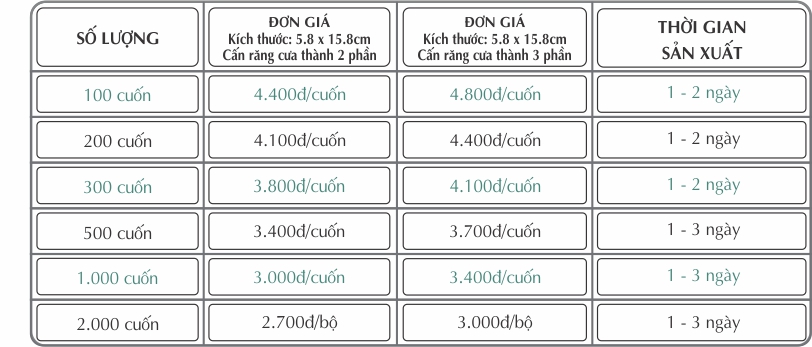 SỐ LƯỢNG
ĐƠN GIÁ
Kích thước: 5.8 x 15.8cm
Cấn răng cưa thành 2 phần
ĐƠN GIÁ
Kích thước: 5.8 x 15.8cm
Cấn răng cưa thành 3 phần
THỜI GIAN
SẢN XUẤT
100 cuốn 4.400đ/cuốn 4.800đ/cuốn 1 - 2 ngày
200 cuốn 4.100đ/cuốn 4.400đ/cuốn 1 - 2 ngày
300 cuốn 3.800đ/cuốn 4.100đ/cuốn 1 - 2 ngày
500 cuốn 3.400đ/cuốn 3.700đ/cuốn 1 - 3 ngày
1.000 cuốn 3.000đ/cuốn 3.400đ/cuốn 1 - 3 ngày
2.000 cuốn 2.700đ/bộ 3.000đ/bộ 1 - 3 ngày